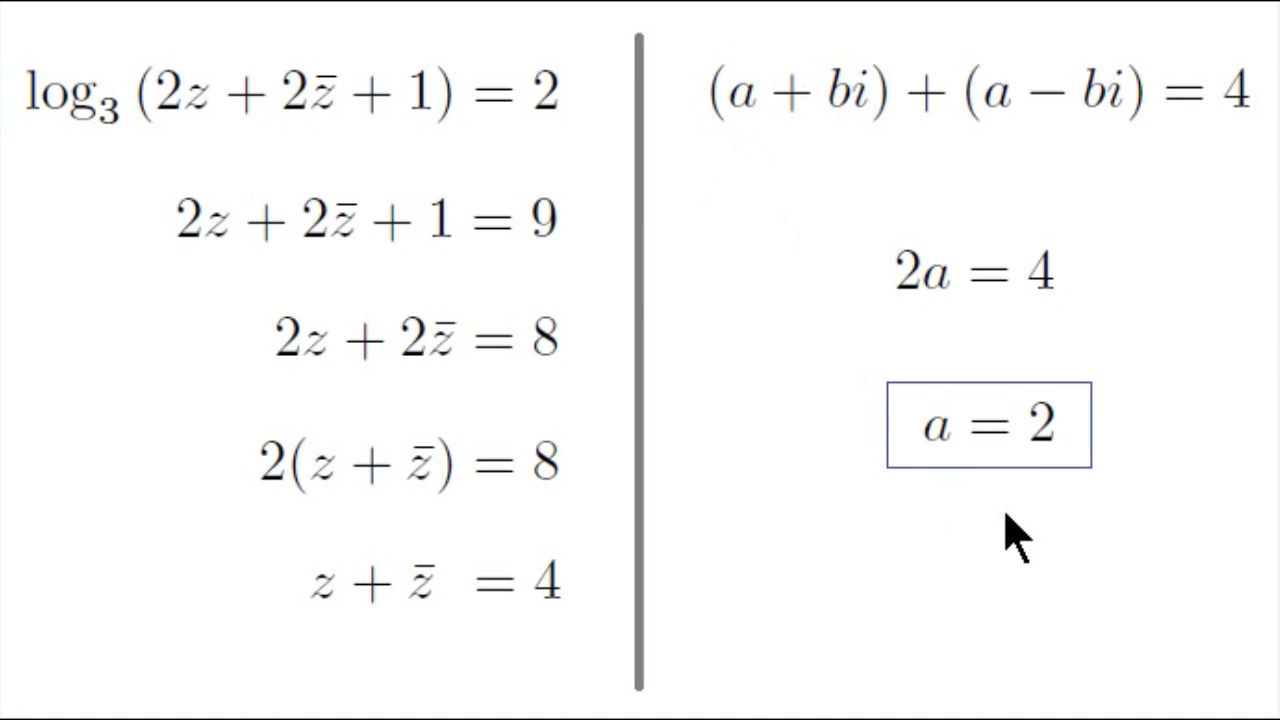 log₃ (2z + 2z̄ + 1) = 2
2z + 2z̄ + 1 = 9
2z + 2z̄ = 8
2(z + z̄) = 8
z + z̄ = 4
(a + bi) + (a − bi) = 4
2a = 4
a = 2